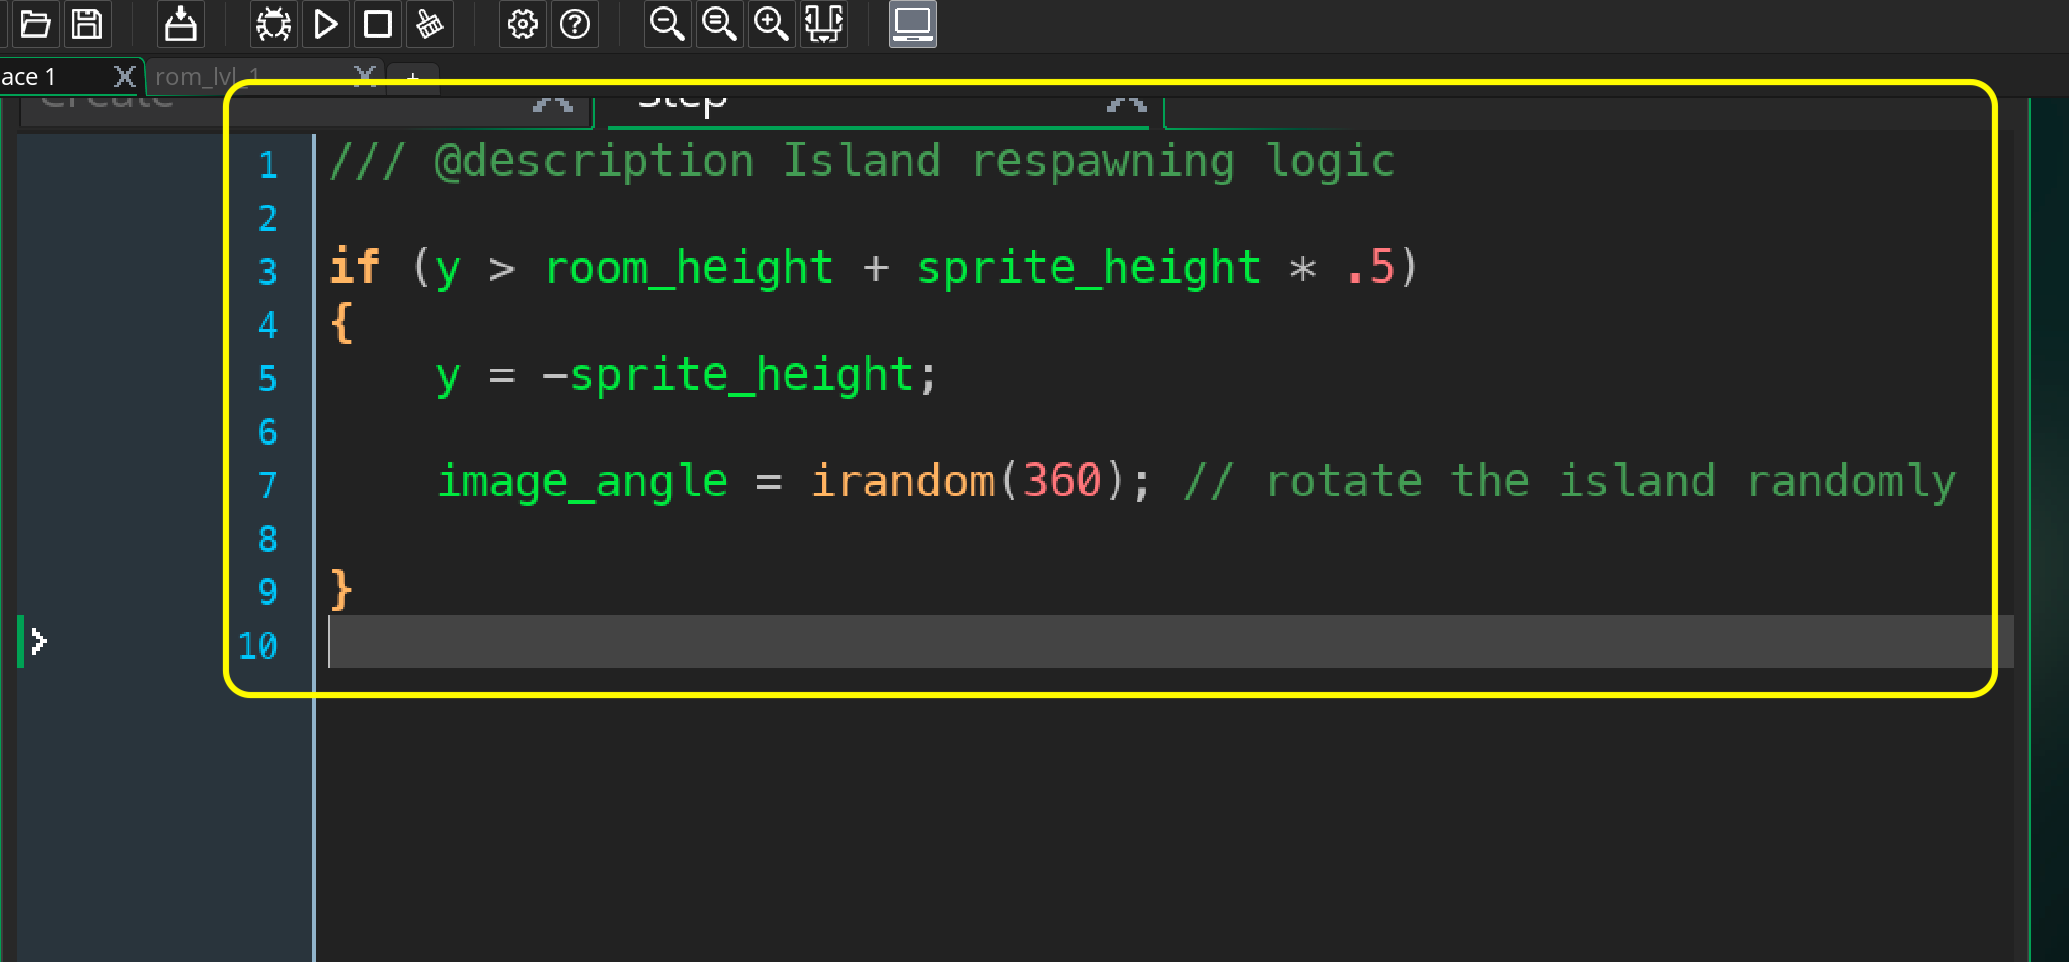 ace 1 X rom_lvl_1 X +
Create X Step X
1 /// @description Island respawning logic
2
3 if (y > room_height + sprite_height * .5)
4 {
5 y = -sprite_height;
6
7 image_angle = irandom(360); // rotate the island randomly
8
9 }
10